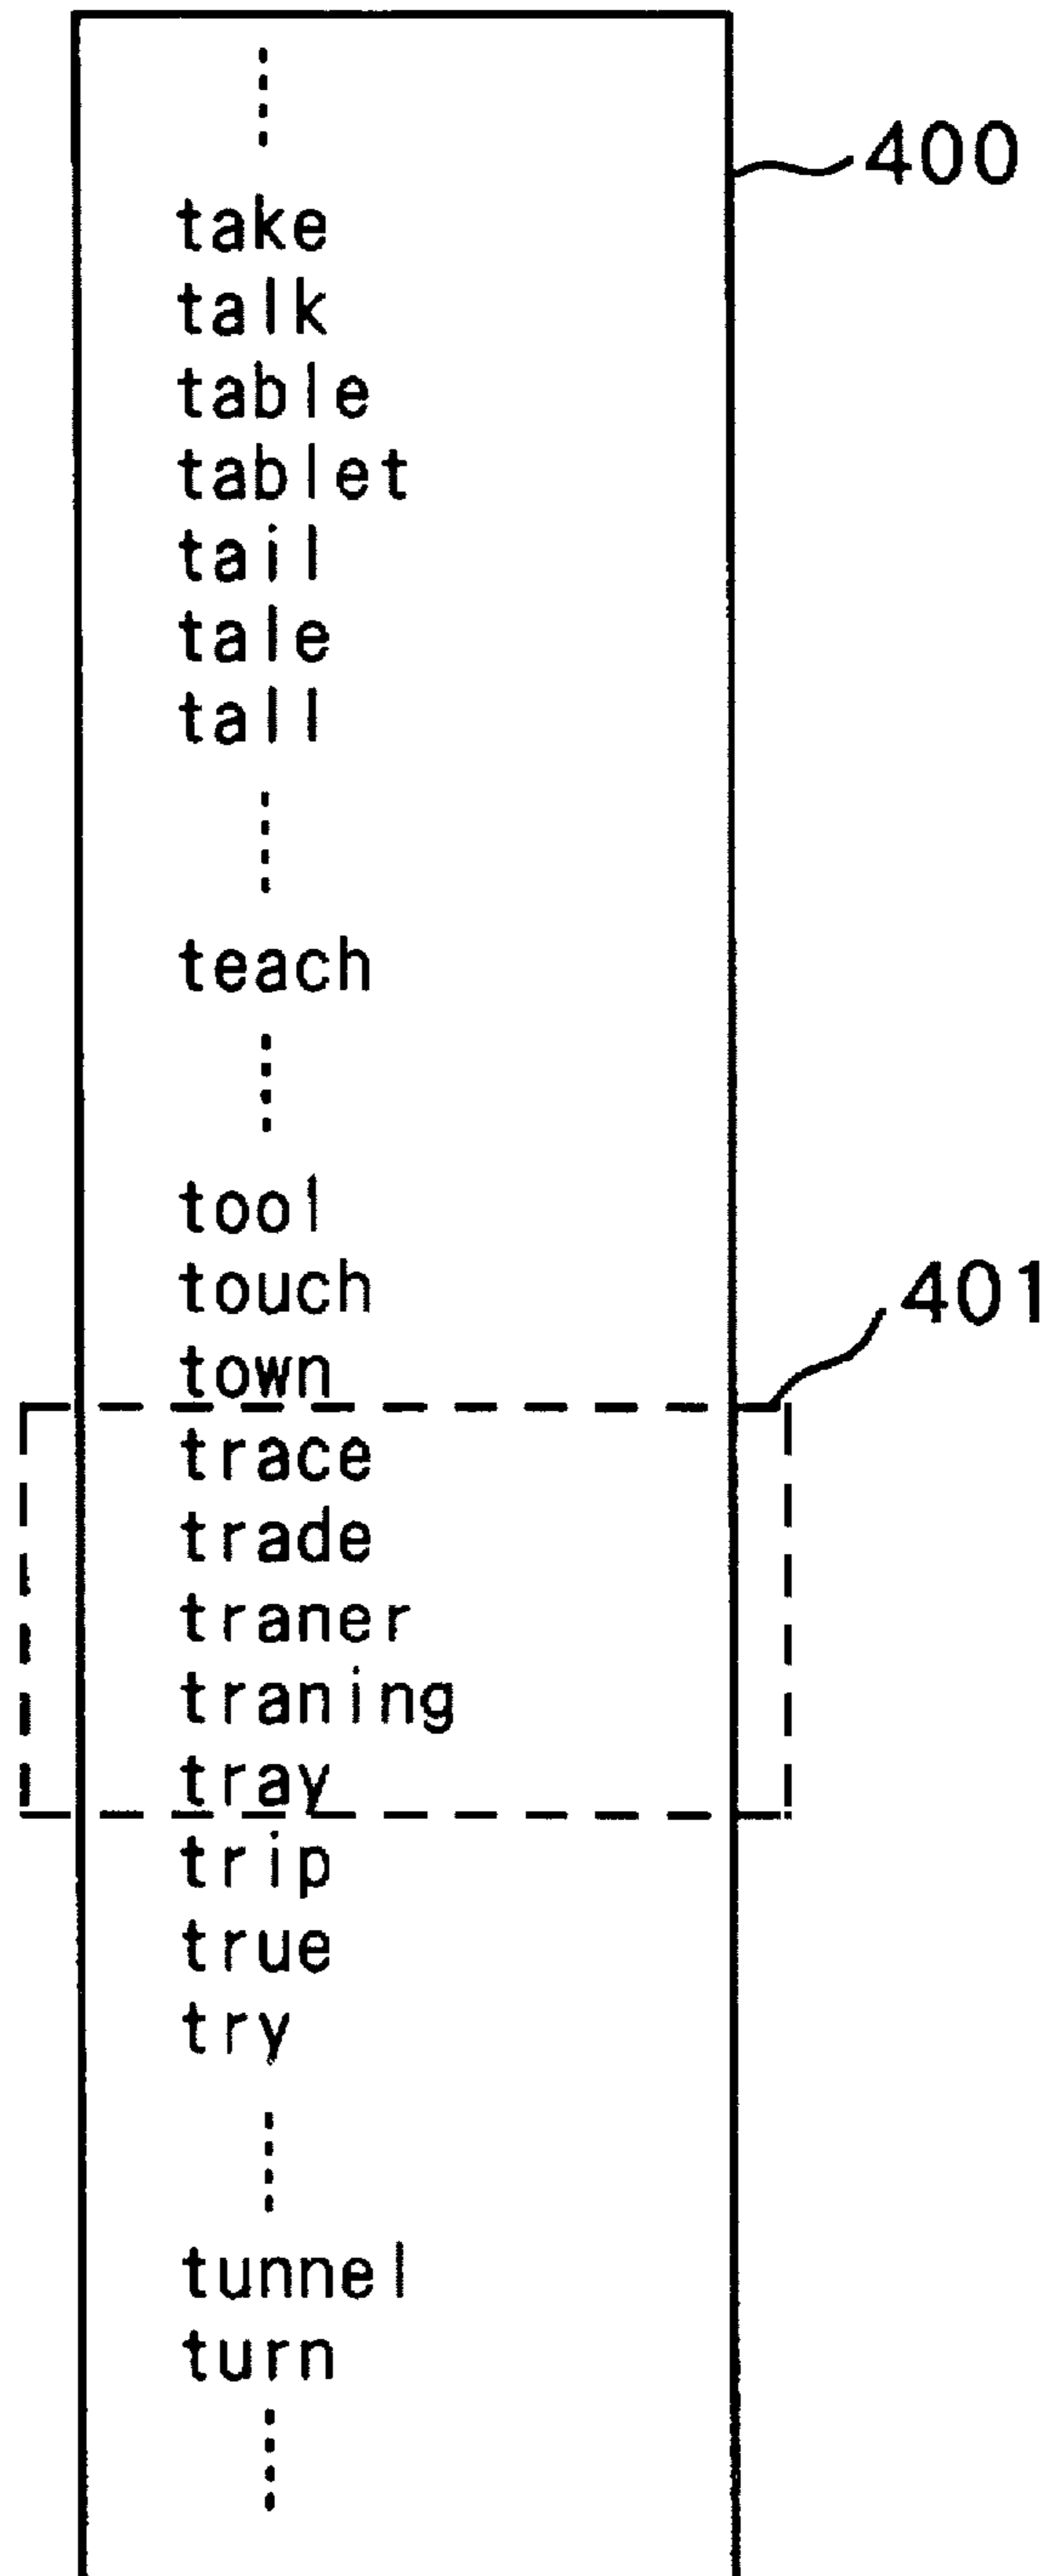 400
take
talk
table
tablet
tail
tale
tall
teach
tool
touch
town
401
trace
trade
traner
traning
tray
trip
true
try
tunnel
turn